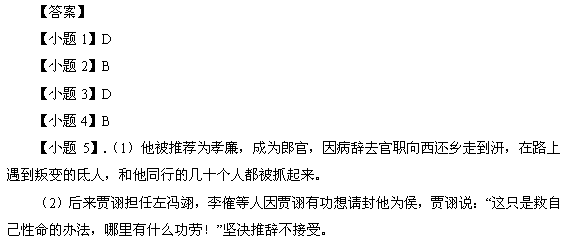 【答案】
【小题 1】D
【小题 2】B
【小题 3】D
【小题 4】B
【小题 5】.（1）他被推荐为孝廉，成为郎官，因病辞去官职向西还乡走到汧，在路上
遇到叛变的氐人，和他同行的几十个人都被抓起来。
（2）后来贾诩担任左冯翊，李傕等人因贾诩有功想请封他为侯，贾诩说：“这只是救自
己性命的办法，哪里有什么功劳！”坚决推辞不接受。